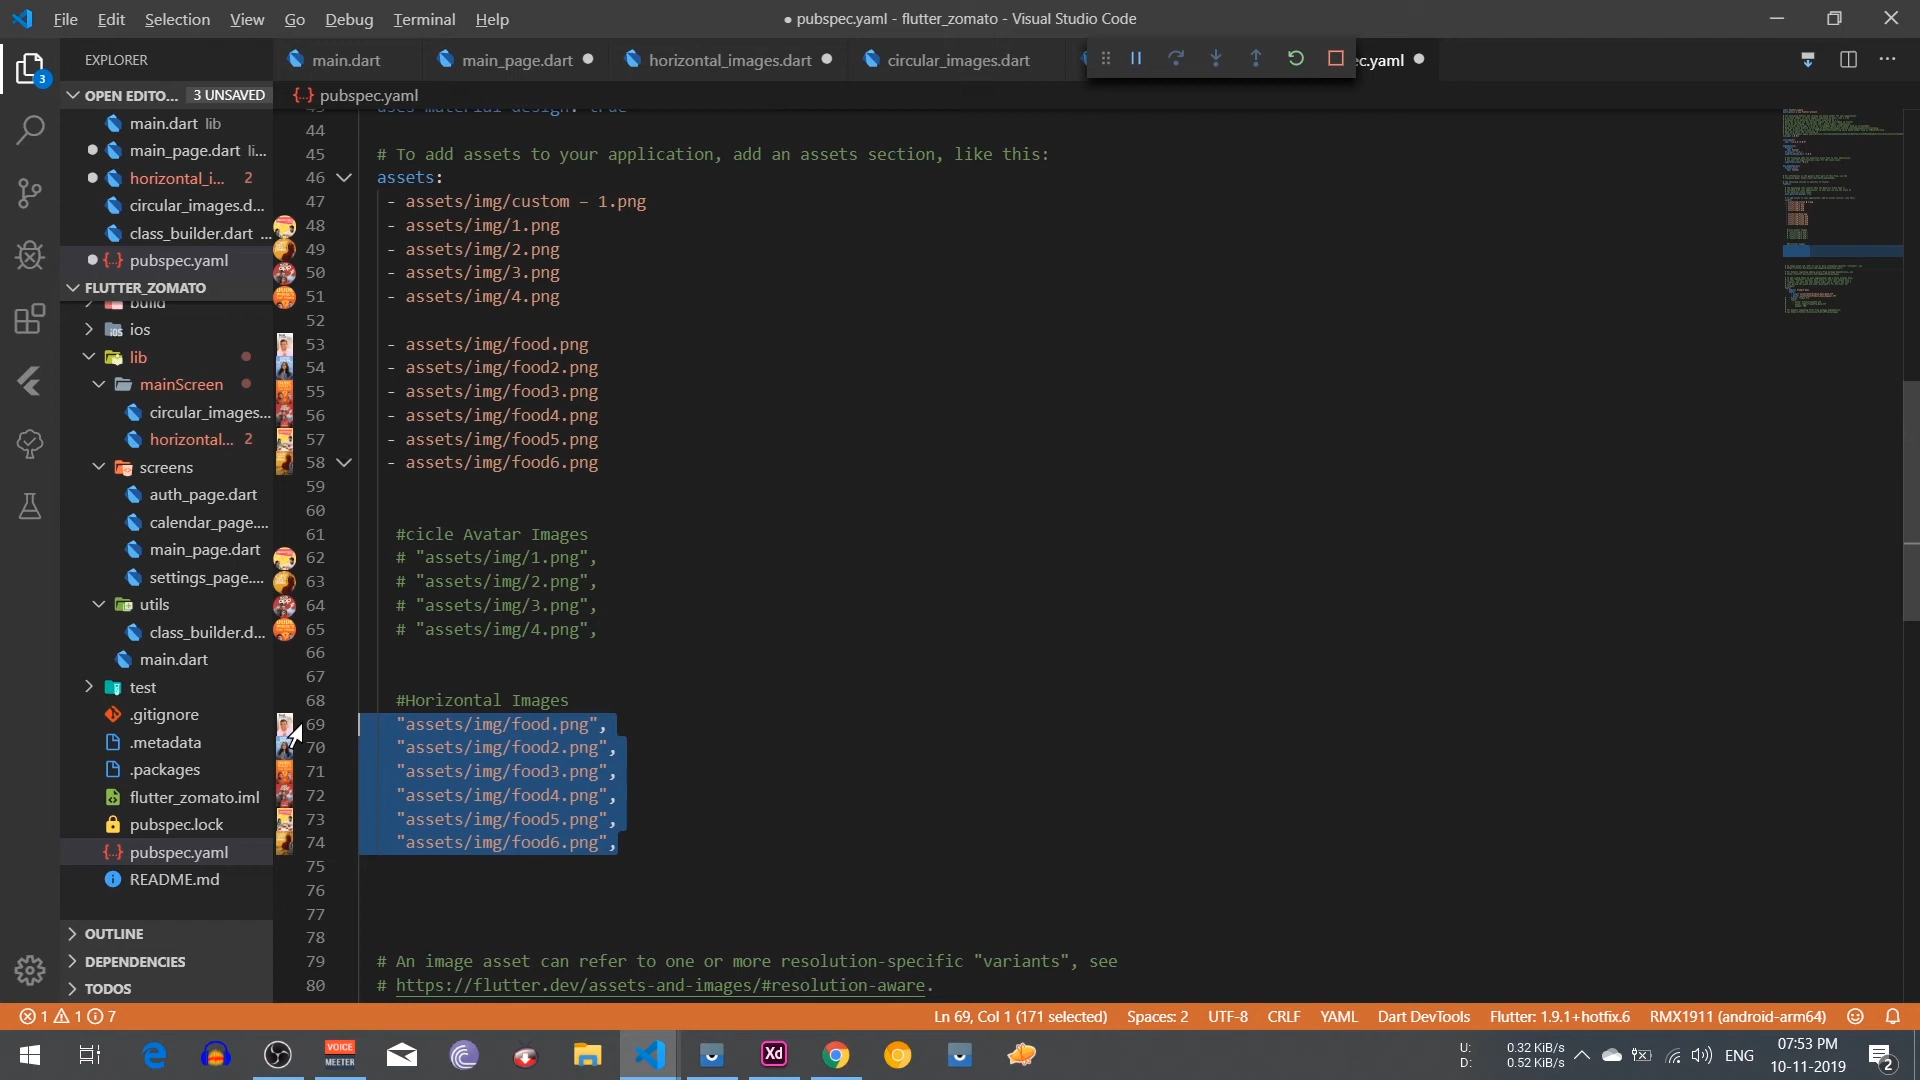 File Edit Selection View Go Debug Terminal Help
● pubspec.yaml - flutter_zomato - Visual Studio Code
EXPLORER
main.dart
main_page.dart
horizontal_images.dart
circular_images.dart
ec.yaml
OPEN EDITO... 3 UNSAVED
{..} pubspec.yaml
main.dart lib
main_page.dart li...
horizontal_i... 2
circular_images.d...
class_builder.dart ...
{..} pubspec.yaml
FLUTTER_ZOMATO
build
ios
lib
mainScreen
circular_images...
horizontal... 2
screens
auth_page.dart
calendar_page....
main_page.dart
settings_page....
utils
class_builder.d...
main.dart
test
.gitignore
.metadata
.packages
flutter_zomato.iml
pubspec.lock
{..} pubspec.yaml
README.md
OUTLINE
DEPENDENCIES
TODOS
3
44
45 # To add assets to your application, add an assets section, like this:
46 assets:
47 - assets/img/custom – 1.png
48 - assets/img/1.png
49 - assets/img/2.png
50 - assets/img/3.png
51 - assets/img/4.png
52
53 - assets/img/food.png
54 - assets/img/food2.png
55 - assets/img/food3.png
56 - assets/img/food4.png
57 - assets/img/food5.png
58 - assets/img/food6.png
59
60
61 #cicle Avatar Images
62 # "assets/img/1.png",
63 # "assets/img/2.png",
64 # "assets/img/3.png",
65 # "assets/img/4.png",
66
67
68 #Horizontal Images
69 "assets/img/food.png",
70 "assets/img/food2.png",
71 "assets/img/food3.png",
72 "assets/img/food4.png",
73 "assets/img/food5.png",
74 "assets/img/food6.png",
75
76
77
78
79 # An image asset can refer to one or more resolution-specific "variants", see
80 # https://flutter.dev/assets-and-images/#resolution-aware.
1 1 7
Ln 69, Col 1 (171 selected) Spaces: 2 UTF-8 CRLF YAML Dart DevTools Flutter: 1.9.1+hotfix.6 RMX1911 (android-arm64)
VOICE
MEETER
Xd
U: 0.32 KiB/s
D: 0.52 KiB/s
ENG
07:53 PM
10-11-2019
2